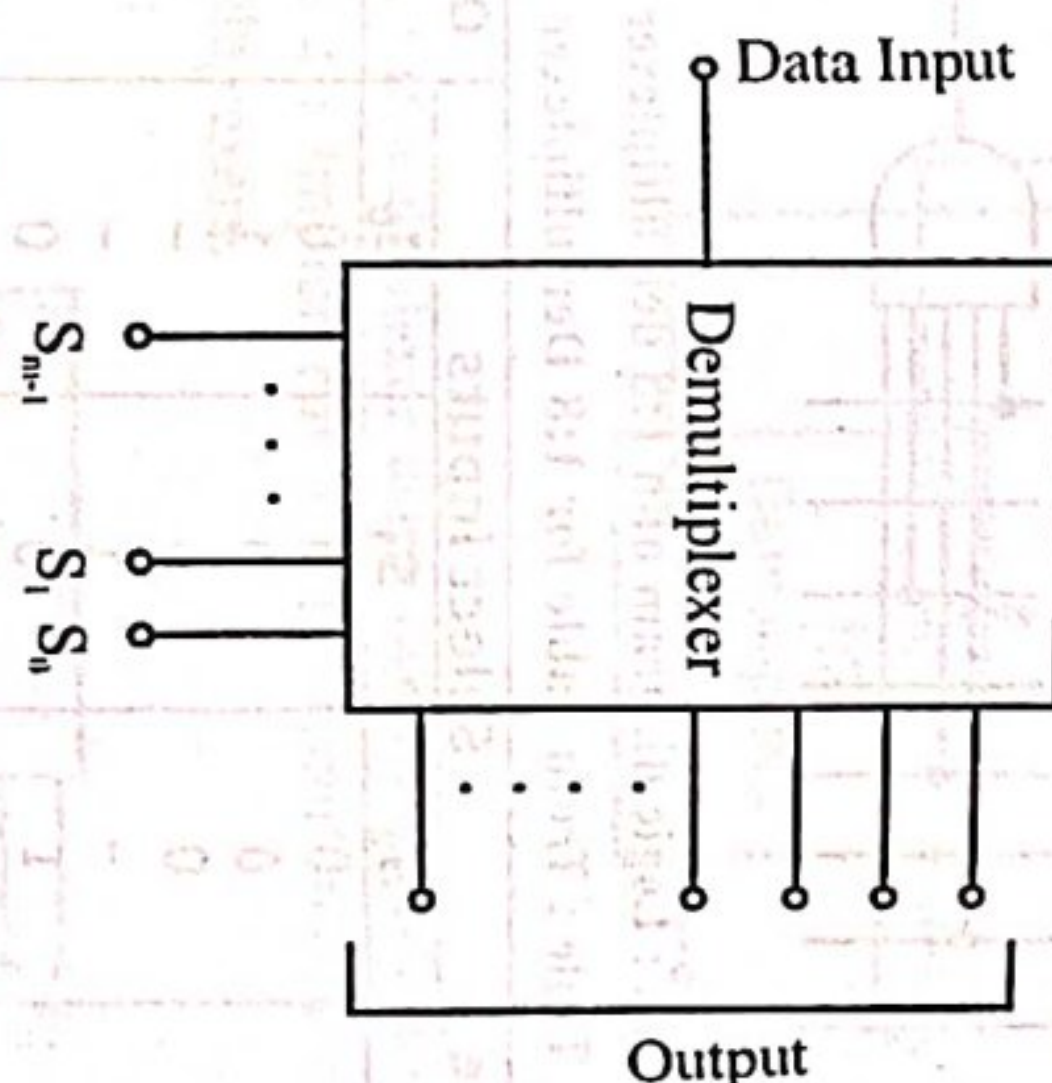 Data Input
Demultiplexer
Sₙ₋₁
S₁
S₀
Output